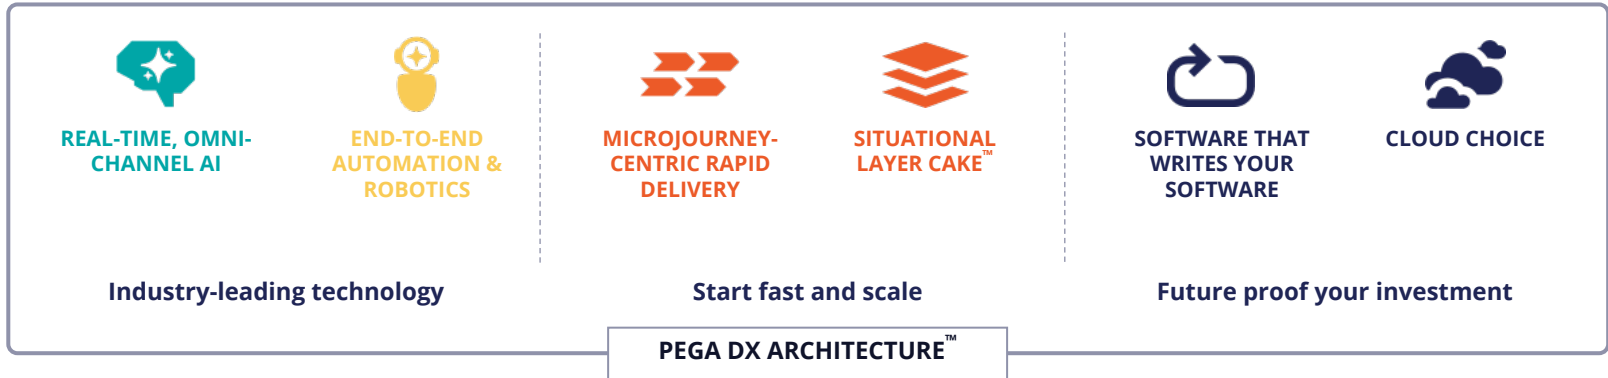 REAL-TIME, OMNI-
CHANNEL AI
END-TO-END
AUTOMATION &
ROBOTICS
MICROJOURNEY-
CENTRIC RAPID
DELIVERY
SITUATIONAL
LAYER CAKE™
SOFTWARE THAT
WRITES YOUR
SOFTWARE
CLOUD CHOICE
Industry-leading technology
Start fast and scale
Future proof your investment
PEGA DX ARCHITECTURE™